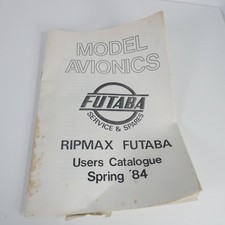 MODEL
AVIONICS
FUTABA
SERVICE & SPARES
RIPMAX FUTABA
Users Catalogue
Spring '84